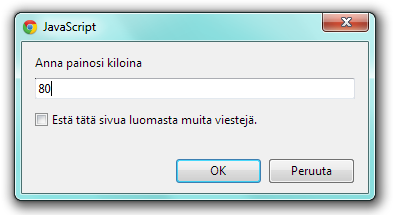 JavaScript
Anna painosi kiloina
80
Estä tätä sivua luomasta muita viestejä.
OK Peruuta